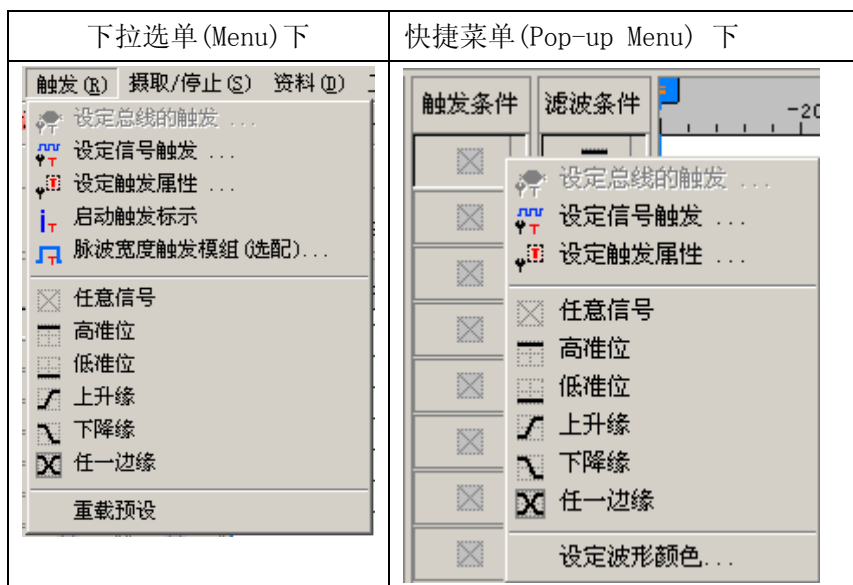 下拉选单(Menu)下
快捷菜单(Pop-up Menu) 下
触发(R) 摄取/停止(S) 资料(D)
设定总线的触发 ...
设定信号触发 ...
设定触发属性 ...
启动触发标示
脉波宽度触发模组(选配)...
任意信号
高准位
低准位
上升缘
下降缘
任一边缘
重载预设
触发条件 滤波条件
-20
设定总线的触发 ...
设定信号触发 ...
设定触发属性 ...
任意信号
高准位
低准位
上升缘
下降缘
任一边缘
设定波形颜色...